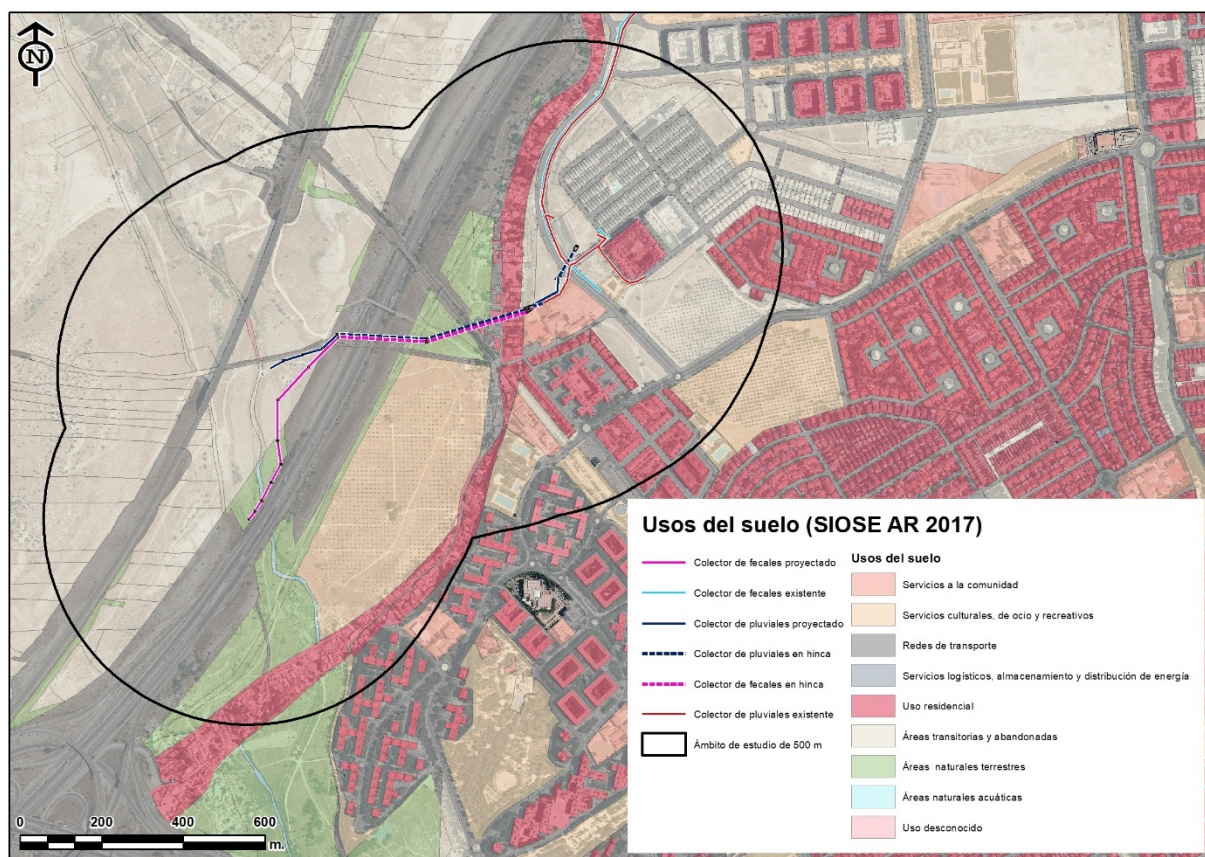 N
Usos del suelo (SIOSE AR 2017)
Colector de fecales proyectado
Colector de fecales existente
Colector de pluviales proyectado
Colector de pluviales en hinca
Colector de fecales en hinca
Colector de pluviales existente
Ámbito de estudio de 500 m
Usos del suelo
Servicios a la comunidad
Servicios culturales, de ocio y recreativos
Redes de transporte
Servicios logísticos, almacenamiento y distribución de energía
Uso residencial
Áreas transitorias y abandonadas
Áreas naturales terrestres
Áreas naturales acuáticas
Uso desconocido
0 200 400 600
m.